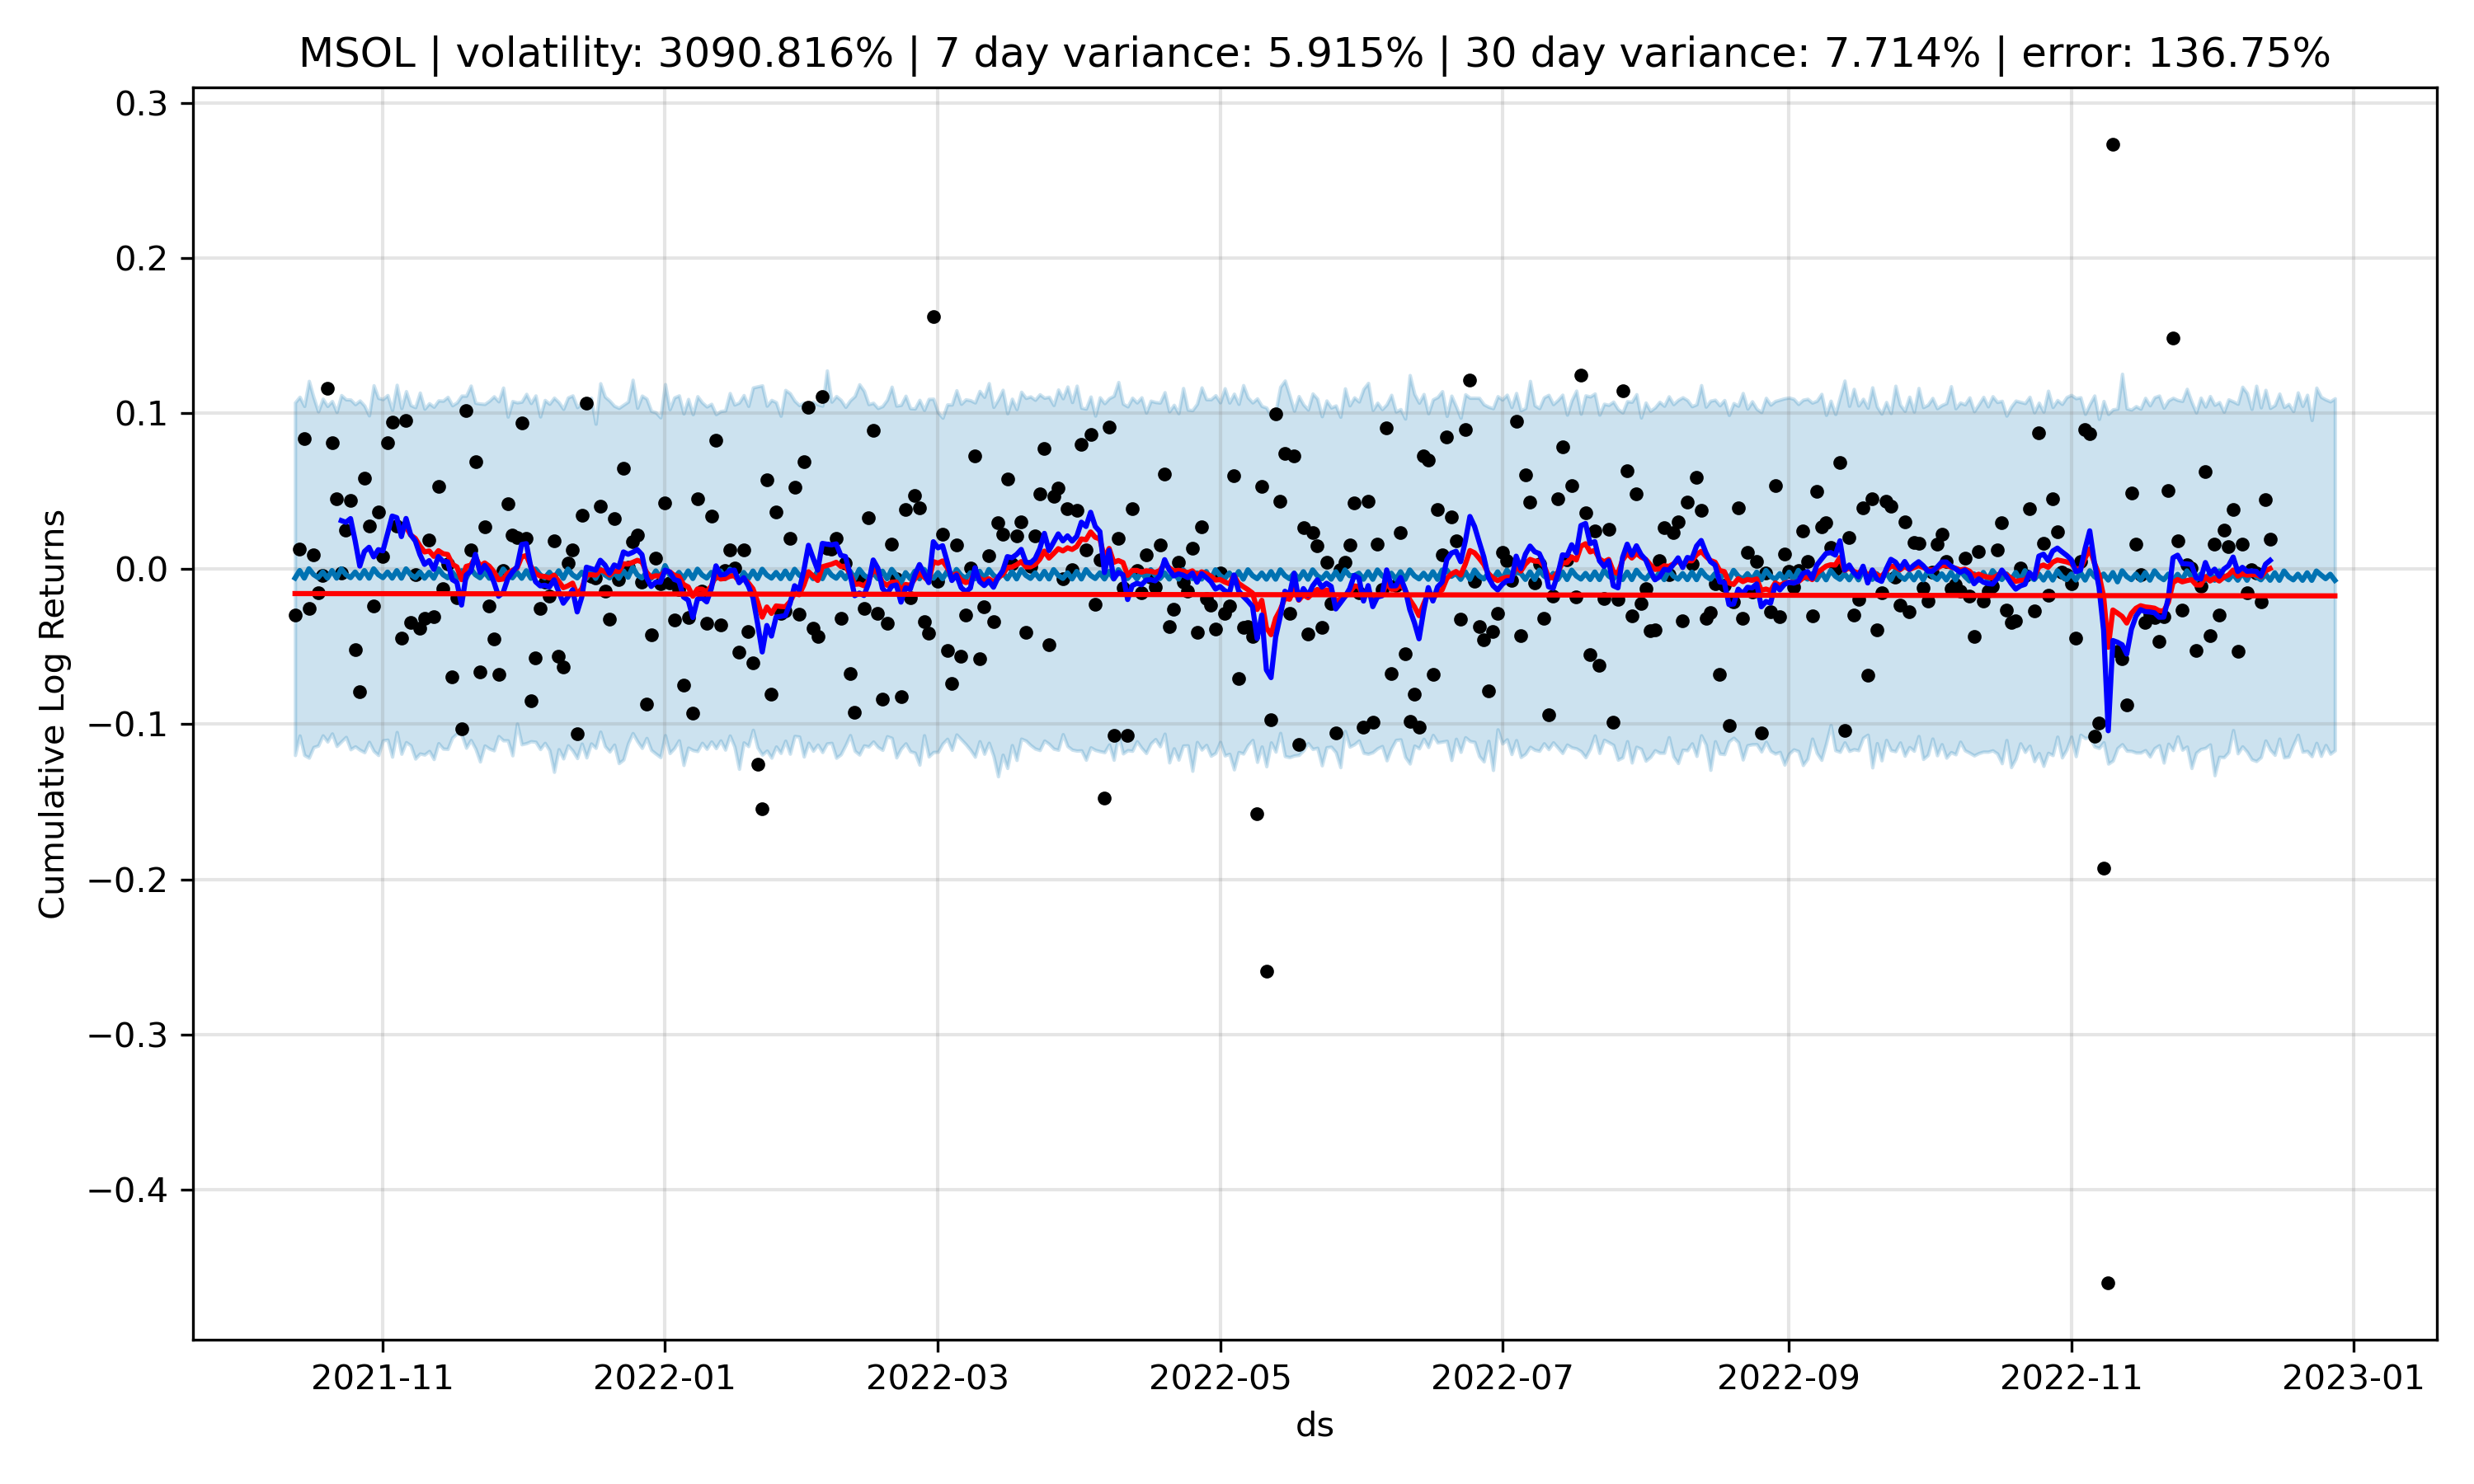 MSOL | volatility: 3090.816% | 7 day variance: 5.915% | 30 day variance: 7.714% | error: 136.75%
Cumulative Log Returns
0.3
0.2
0.1
0.0
−0.1
−0.2
−0.3
−0.4
2021-11 2022-01 2022-03 2022-05 2022-07 2022-09 2022-11 2023-01
ds